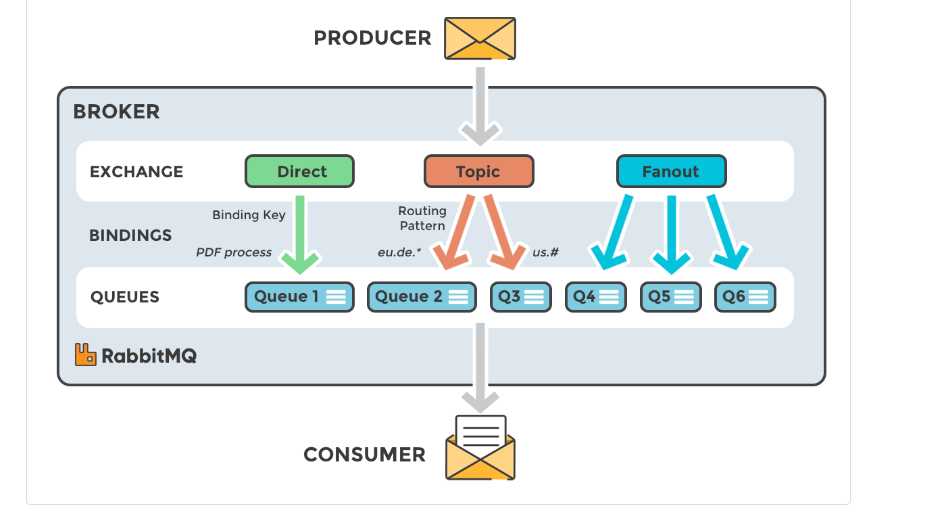 PRODUCER
BROKER
EXCHANGE
Direct
Topic
Fanout
Binding Key
Routing
Pattern
BINDINGS
PDF process
eu.de.*
us.#
QUEUES
Queue 1
Queue 2
Q3
Q4
Q5
Q6
RabbitMQ
CONSUMER